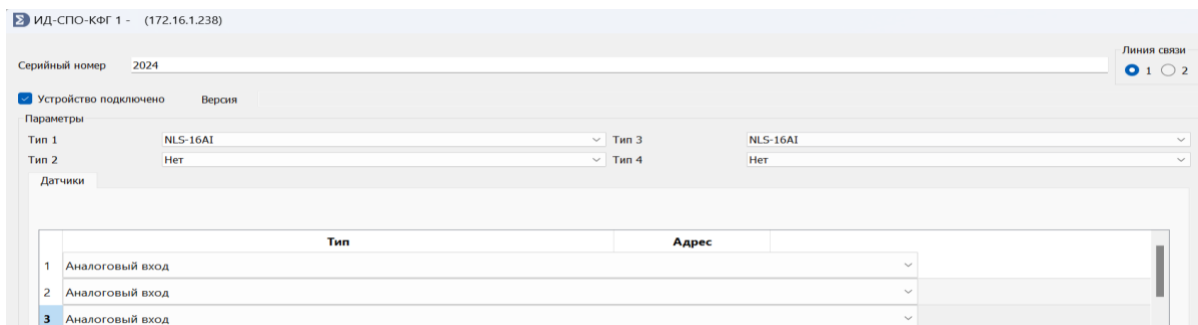 ИД-СПО-КФГ 1 - (172.16.1.238)
Линия связи
Серийный номер 2024
1 2
Устройство подключено Версия
Параметры
Тип 1 NLS-16AI Тип 3 NLS-16AI
Тип 2 Нет Тип 4 Нет
Датчики
Тип Адрес
1 Аналоговый вход
2 Аналоговый вход
3 Аналоговый вход